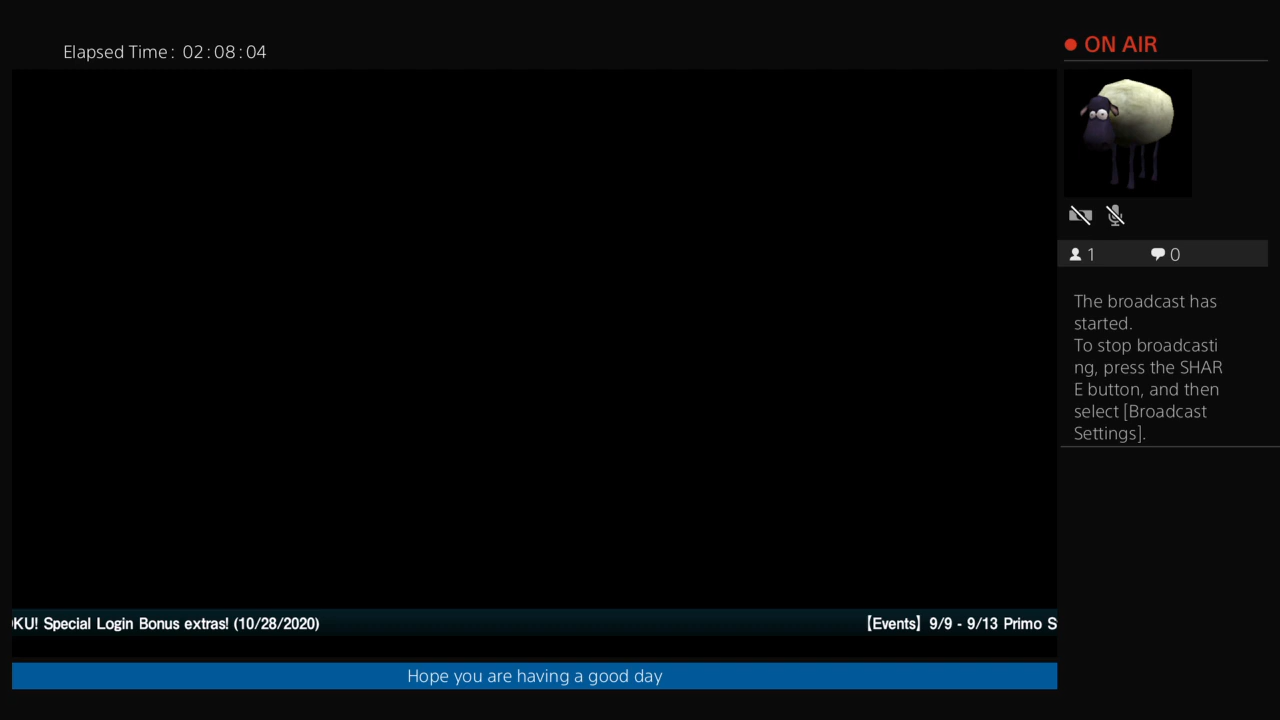 Elapsed Time: 02:08:04
ON AIR
1 0
The broadcast has
started.
To stop broadcasti
ng, press the SHAR
E button, and then
select [Broadcast
Settings].
KU! Special Login Bonus extras! (10/28/2020) 【Events】 9/9 - 9/13 Primo S
Hope you are having a good day